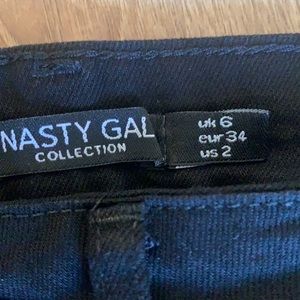 NASTY GAL
COLLECTION
uk 6
eur 34
us 2